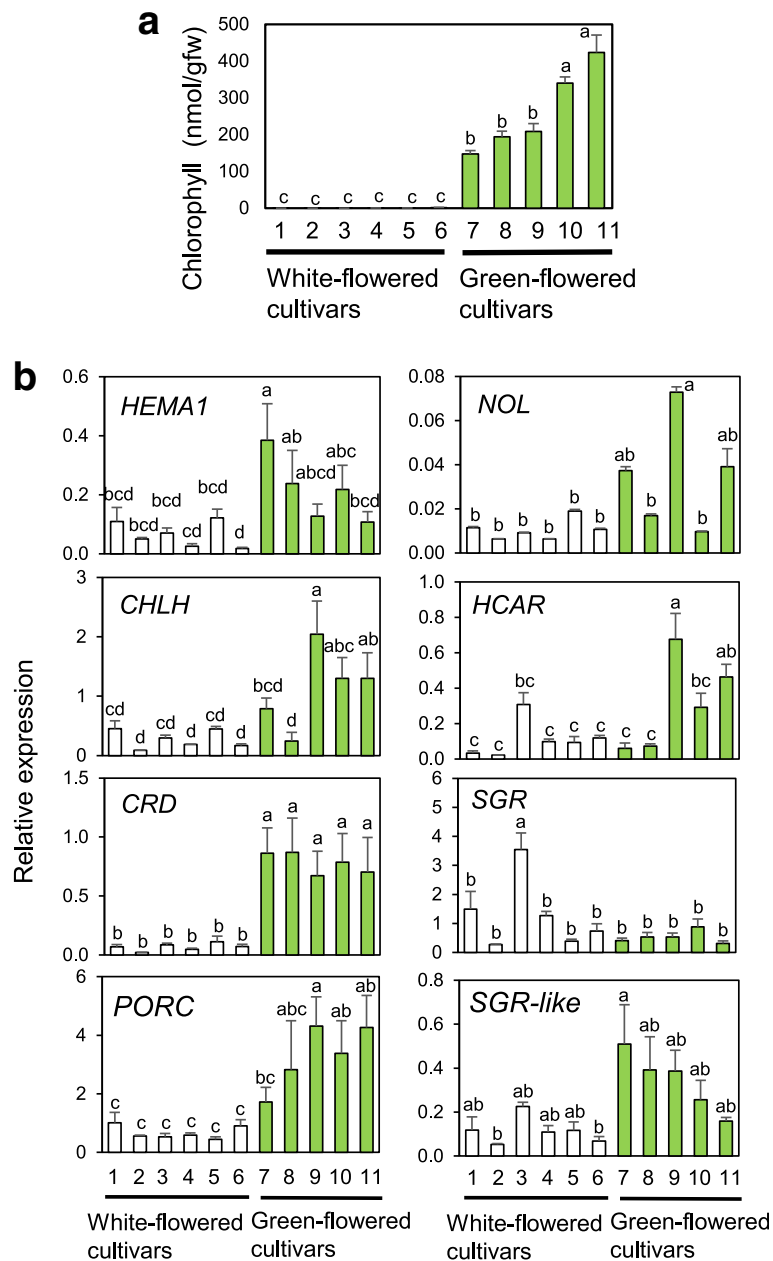 a
Chlorophyll (nmol/gfw)
500
400
300
200
100
0
c c c c c c b b b a a
1 2 3 4 5 6 7 8 9 10 11
White-flowered cultivars
Green-flowered cultivars
b
Relative expression
HEMA1
0.6
0.4
0.2
0.0
bcd bcd bcd cd bcd d a ab abcd abc bcd
NOL
0.08
0.06
0.04
0.02
0.00
b b b b b b ab b a b ab
CHLH
3
2
1
0
cd d cd d cd d bcd d a abc ab
HCAR
1.0
0.8
0.6
0.4
0.2
0.0
c c bc c c c c c a bc ab
CRD
1.5
1.0
0.5
0.0
b b b b b b a a a a a
SGR
6
5
4
3
2
1
0
b b a b b b b b b b b
PORC
6
4
2
0
c c c c c c bc abc a ab ab
1 2 3 4 5 6 7 8 9 10 11
White-flowered
cultivars
Green-flowered
cultivars
SGR-like
0.8
0.6
0.4
0.2
0.0
ab b ab ab ab b a ab ab ab ab
1 2 3 4 5 6 7 8 9 10 11
White-flowered
cultivars
Green-flowered
cultivars